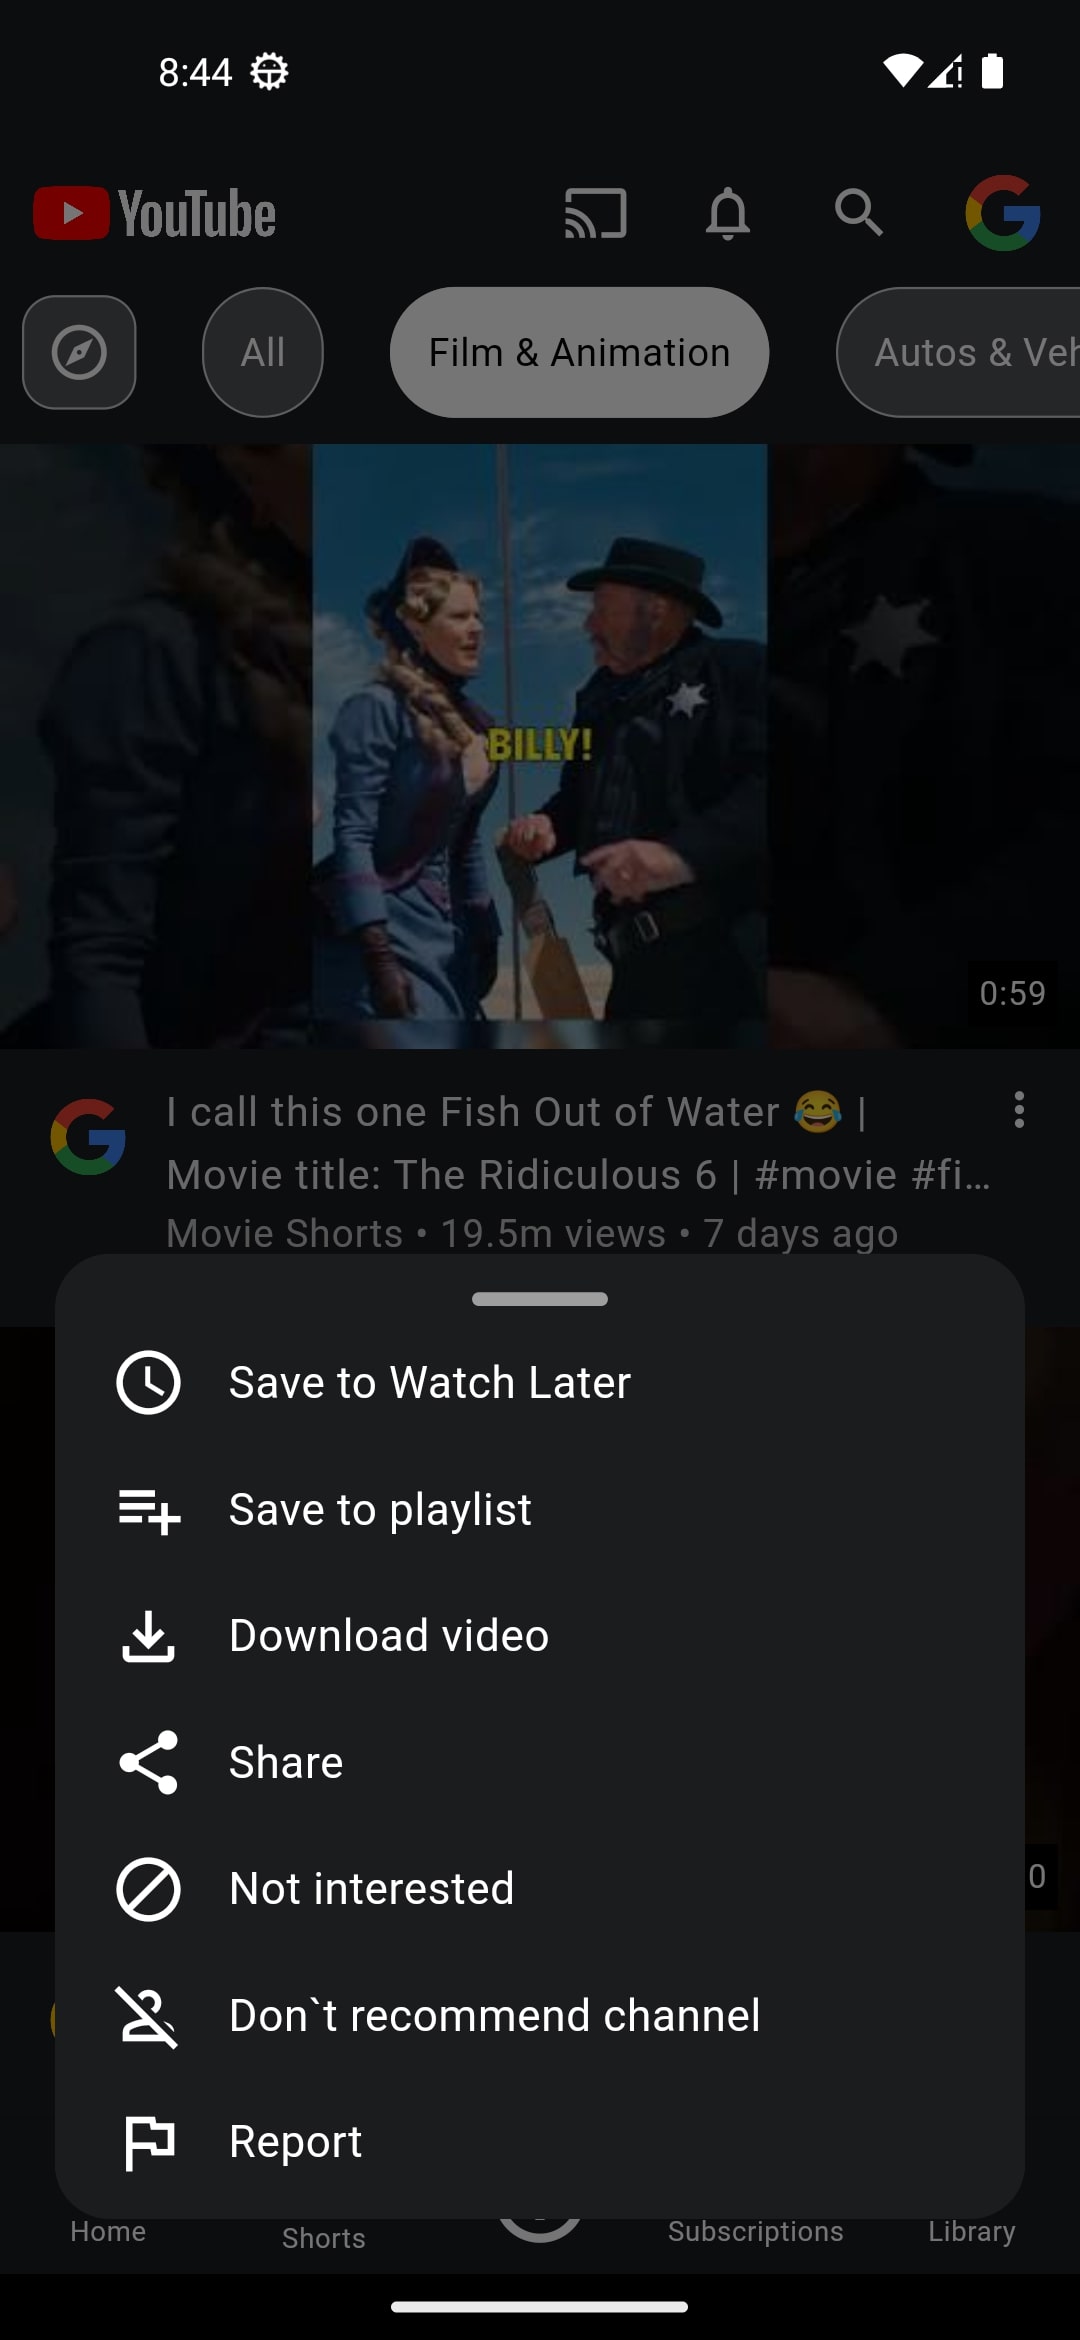 8:44
YouTube
All
Film & Animation
Autos & Veh
BILLY!
0:59
I call this one Fish Out of Water 😂 |
Movie title: The Ridiculous 6 | #movie #fi...
Movie Shorts • 19.5m views • 7 days ago
Save to Watch Later
Save to playlist
Download video
Share
Not interested
0
Don`t recommend channel
Report
Home
Shorts
Subscriptions
Library